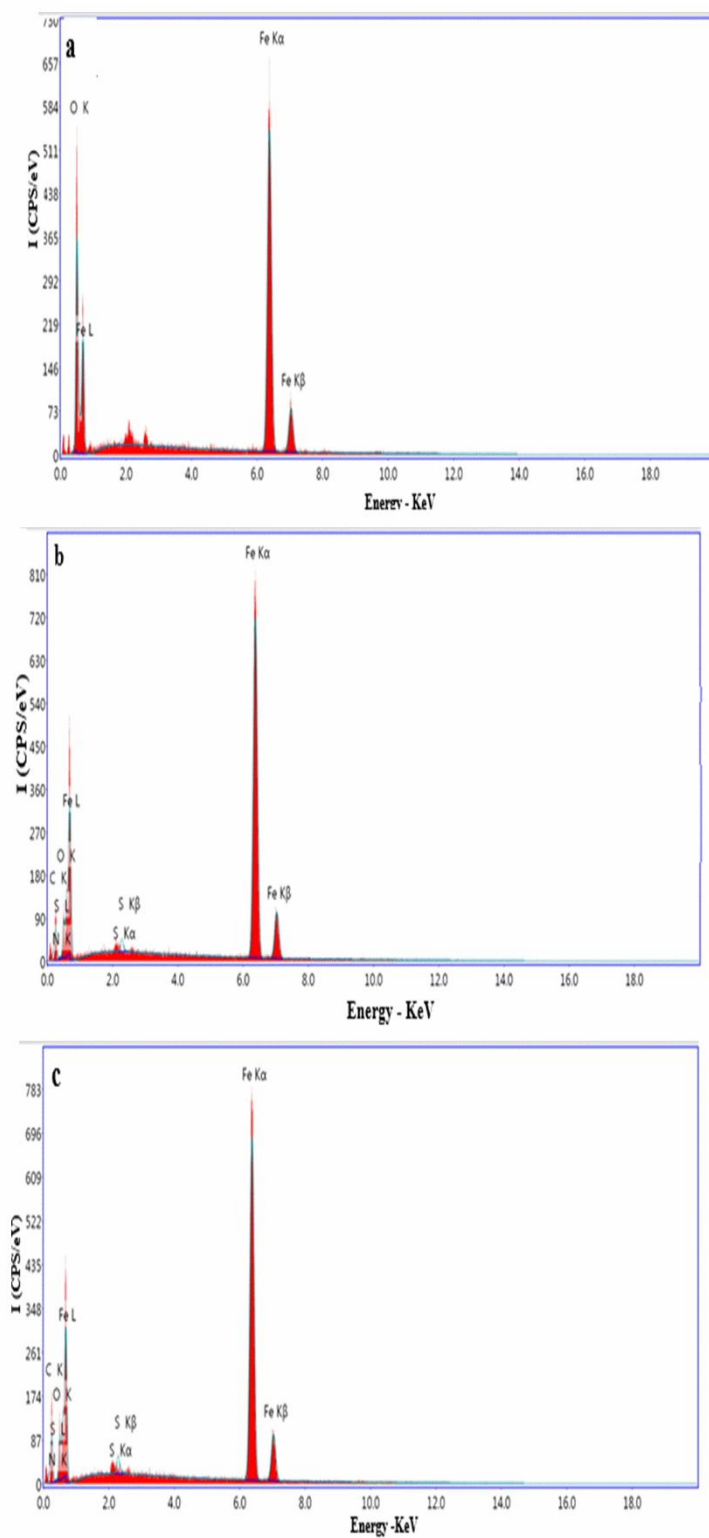 a
Fe Kα
O K
Fe L
Fe Kβ
I (CPS/eV)
730
657
584
511
438
365
292
219
146
73
0
0.0 2.0 4.0 6.0 8.0 10.0 12.0 14.0 16.0 18.0
Energy - KeV
b
Fe Kα
Fe L
O K
C K
S L
N K
S Kβ
S Kα
Fe Kβ
I (CPS/eV)
810
720
630
540
450
360
270
180
90
0
0.0 2.0 4.0 6.0 8.0 10.0 12.0 14.0 16.0 18.0
Energy - KeV
c
Fe Kα
Fe L
C K
O K
S L
N K
S Kβ
S Kα
Fe Kβ
I (CPS/eV)
783
696
609
522
435
348
261
174
87
0
0.0 2.0 4.0 6.0 8.0 10.0 12.0 14.0 16.0 18.0
Energy -KeV